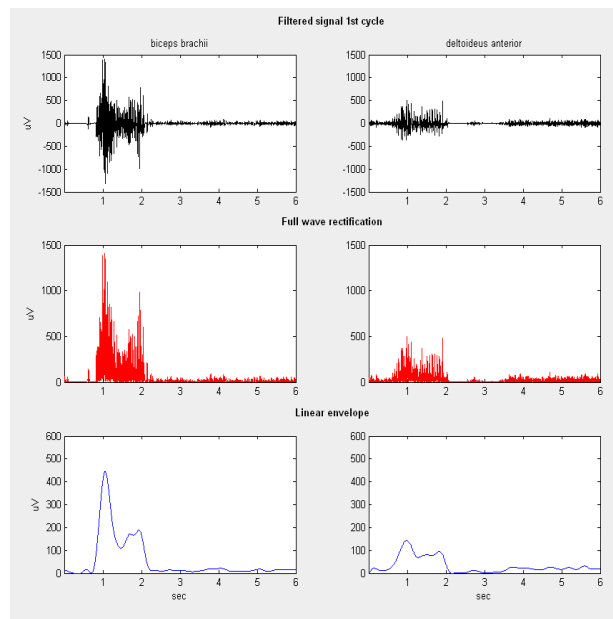 Filtered signal 1st cycle
biceps brachii
deltoideus anterior
1500
1000
500
0
-500
-1000
-1500
uV
1 2 3 4 5 6
1500
1000
500
0
-500
-1000
-1500
1 2 3 4 5 6
Full wave rectification
1500
1000
500
0
uV
1 2 3 4 5 6
1500
1000
500
0
1 2 3 4 5 6
Linear envelope
600
500
400
300
200
100
0
uV
1 2 3 4 5 6
sec
600
500
400
300
200
100
0
1 2 3 4 5 6
sec